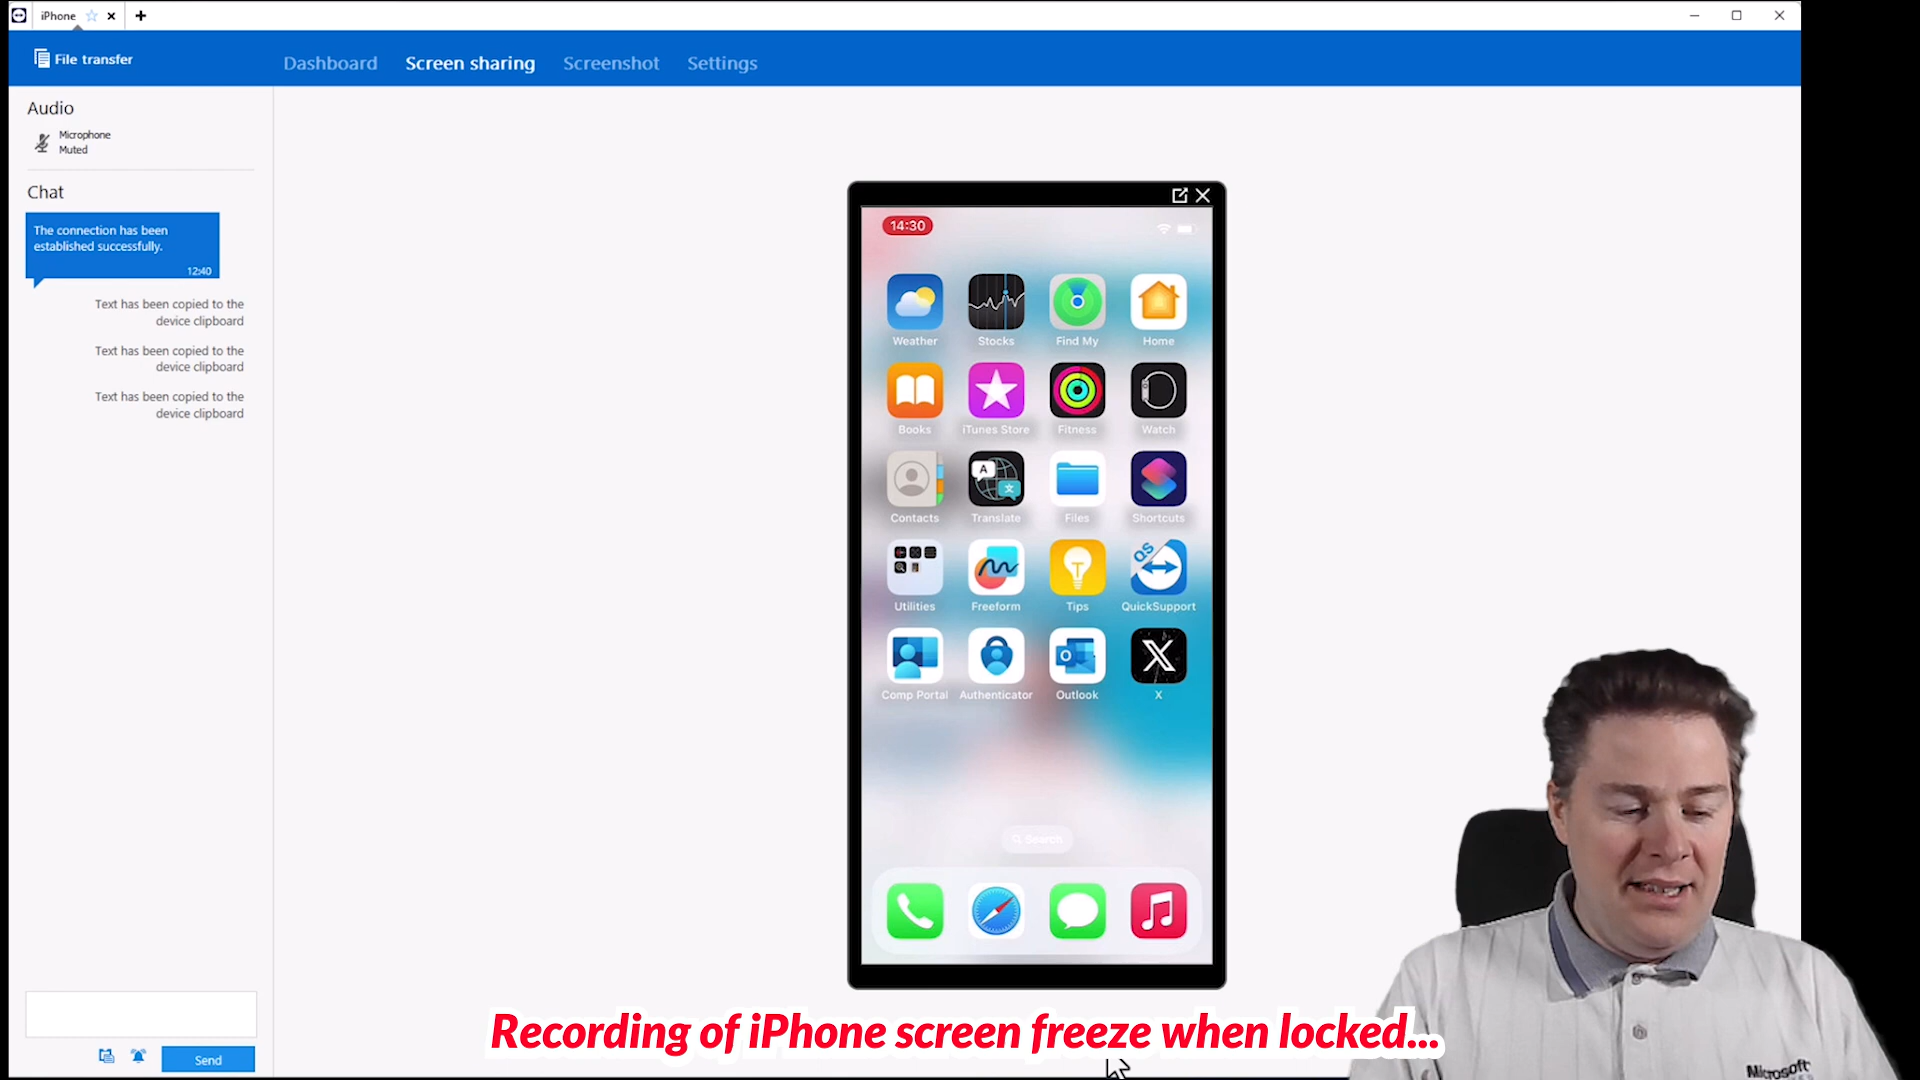 iPhone
File transfer
Dashboard
Screen sharing
Screenshot
Settings
Audio
Microphone
Muted
Chat
The connection has been
established successfully.
12:40
Text has been copied to the
device clipboard
Text has been copied to the
device clipboard
Text has been copied to the
device clipboard
Send
14:30
Weather
Stocks
Find My
Home
Books
iTunes Store
Fitness
Watch
Contacts
A
文
Translate
Files
Shortcuts
Utilities
Freeform
Tips
QS
QuickSupport
Comp Portal
Authenticator
O
Outlook
X
Search
Recording of iPhone screen freeze when locked...
Microsoft